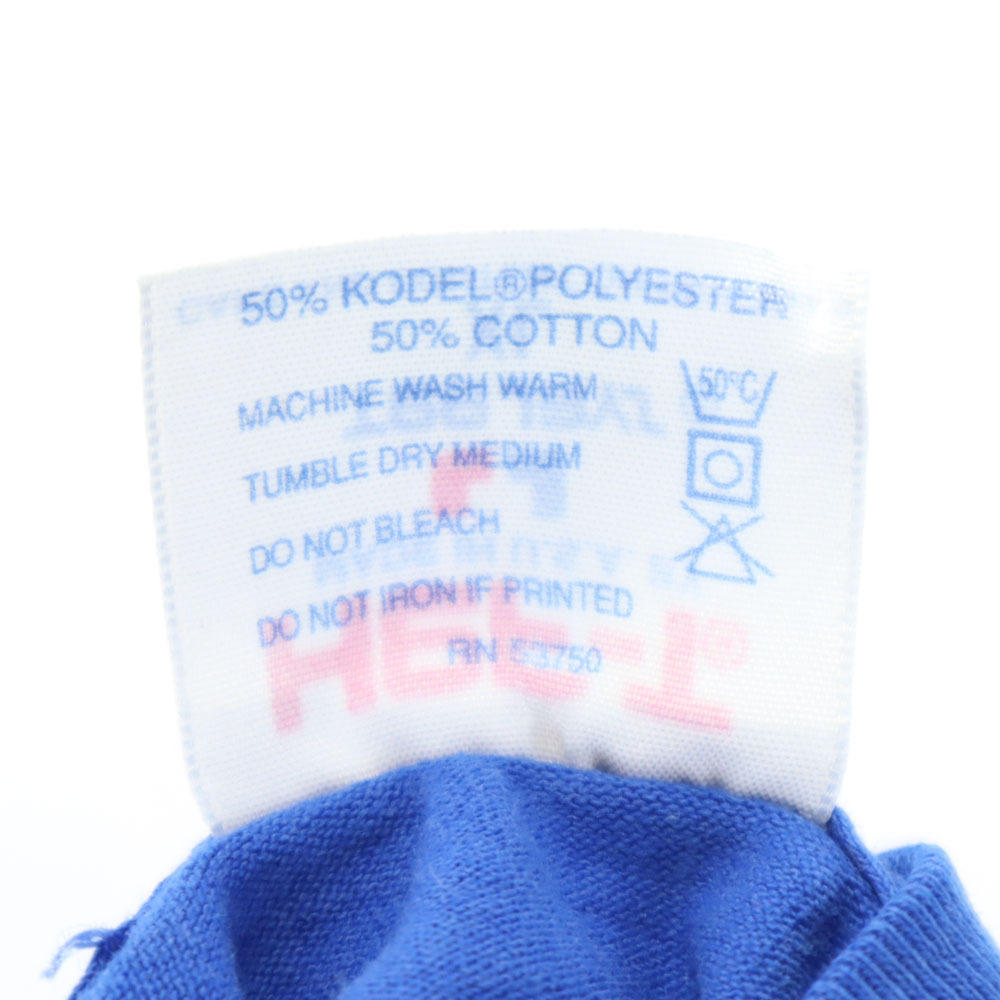 50% KODEL®POLYESTER
50% COTTON
MACHINE WASH WARM
50°C
TUMBLE DRY MEDIUM
DO NOT BLEACH
DO NOT IRON IF PRINTED
RN 53750